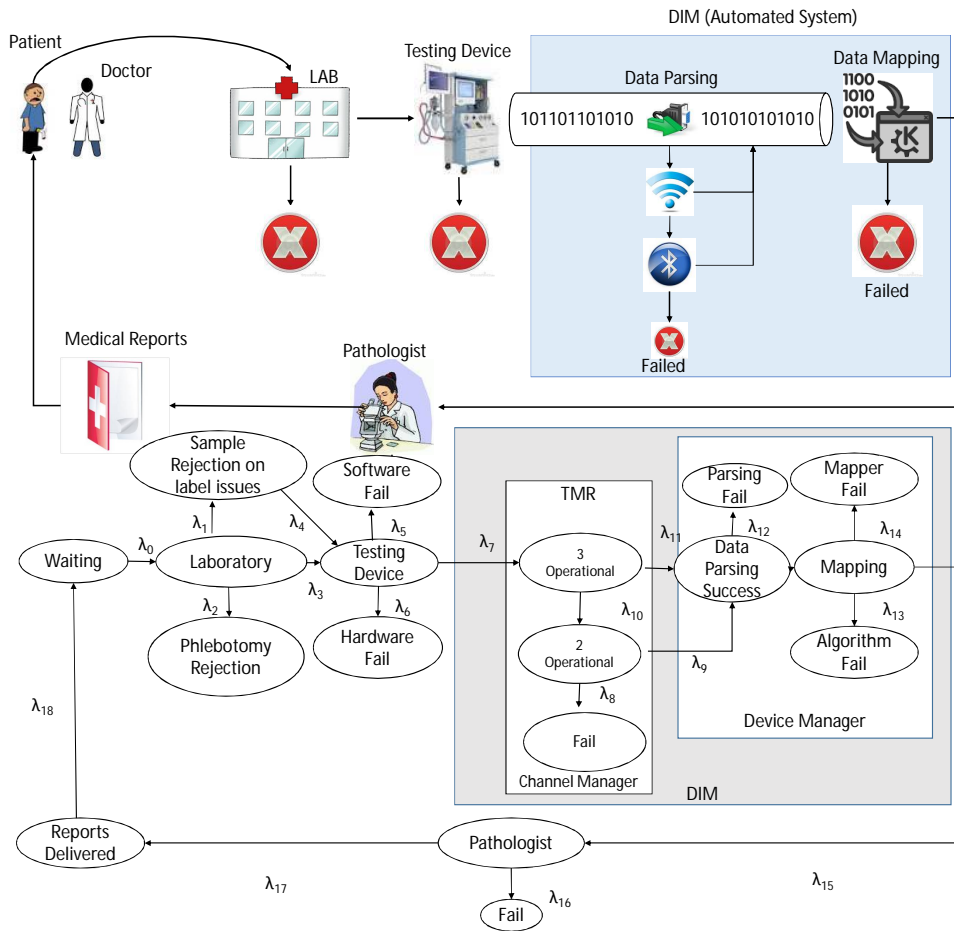 DIM (Automated System)
Patient
Doctor
LAB
Testing Device
Data Parsing
Data Mapping
1100
1010
0101
101101101010
101010101010
K
X
X
X
X
Failed
Failed
Medical Reports
Pathologist
Sample
Rejection on
label issues
Software
Fail
TMR
Parsing
Fail
Mapper
Fail
λ1
λ4
λ5
λ7
λ11
λ12
λ14
Waiting
λ0
Laboratory
λ3
Testing
Device
3
Operational
Data
Parsing
Success
Mapping
λ2
λ6
λ10
λ13
Phlebotomy
Rejection
Hardware
Fail
2
Operational
λ9
Algorithm
Fail
λ8
λ18
Fail
Device Manager
Channel Manager
DIM
Reports
Delivered
Pathologist
λ17
λ15
λ16
Fail